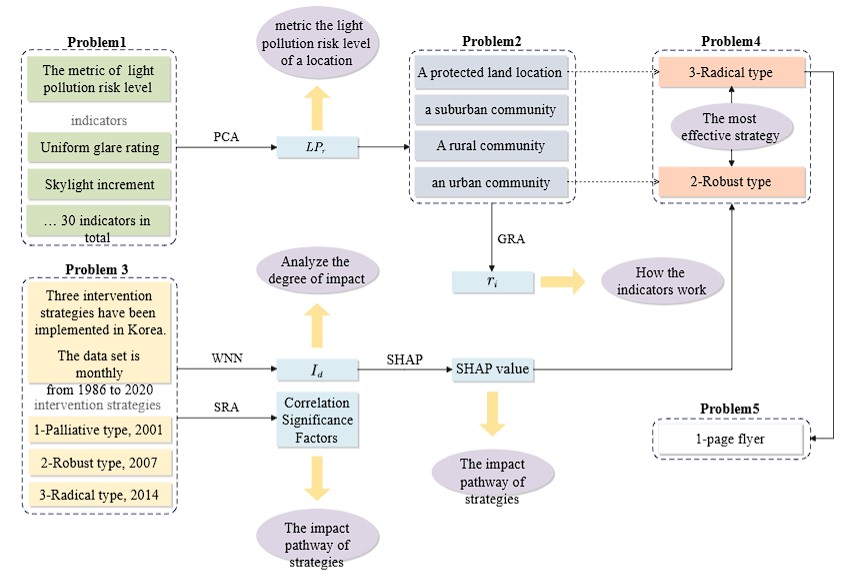 Problem1
The metric of light
pollution risk level
indicators
Uniform glare rating
Skylight increment
... 30 indicators in
total
PCA
metric the light
pollution risk level
of a location
LPr
Problem2
A protected land location
a suburban community
A rural community
an urban community
GRA
ri
How the
indicators work
Problem4
3-Radical type
The most
effective strategy
2-Robust type
Problem 3
Three intervention
strategies have been
implemented in Korea.
The data set is
monthly
from 1986 to 2020
intervention strategies
1-Palliative type, 2001
2-Robust type, 2007
3-Radical type, 2014
WNN
SRA
Analyze the
degree of impact
Id
Correlation
Significance
Factors
The impact
pathway of
strategies
SHAP
SHAP value
The impact
pathway of
strategies
Problem5
1-page flyer